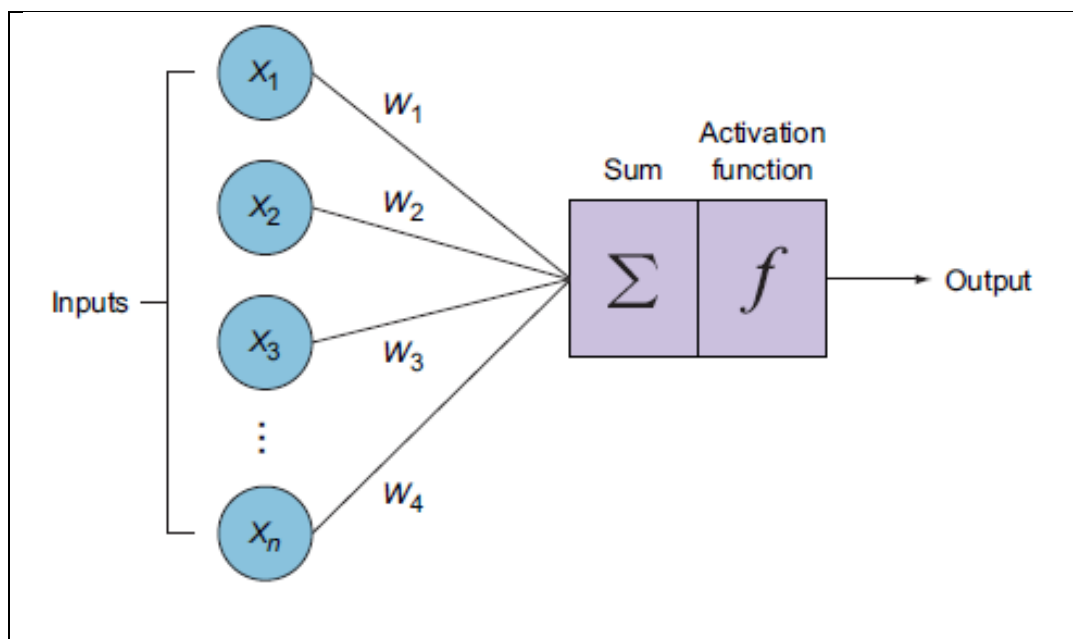 X1
W1
Activation
function
Sum
X2
W2
Σ
f
Output
Inputs
X3
W3
⋮
W4
Xn